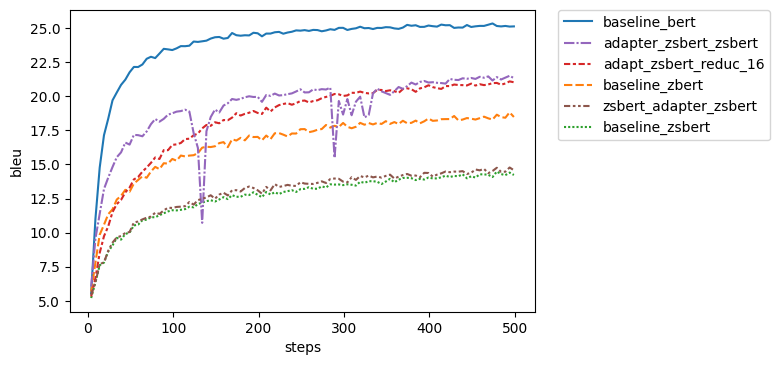 25.0
22.5
20.0
17.5
15.0
12.5
10.0
7.5
5.0
bleu
0 100 200 300 400 500
steps
baseline_bert
adapter_zsbert_zsbert
adapt_zsbert_reduc_16
baseline_zbert
zsbert_adapter_zsbert
baseline_zsbert